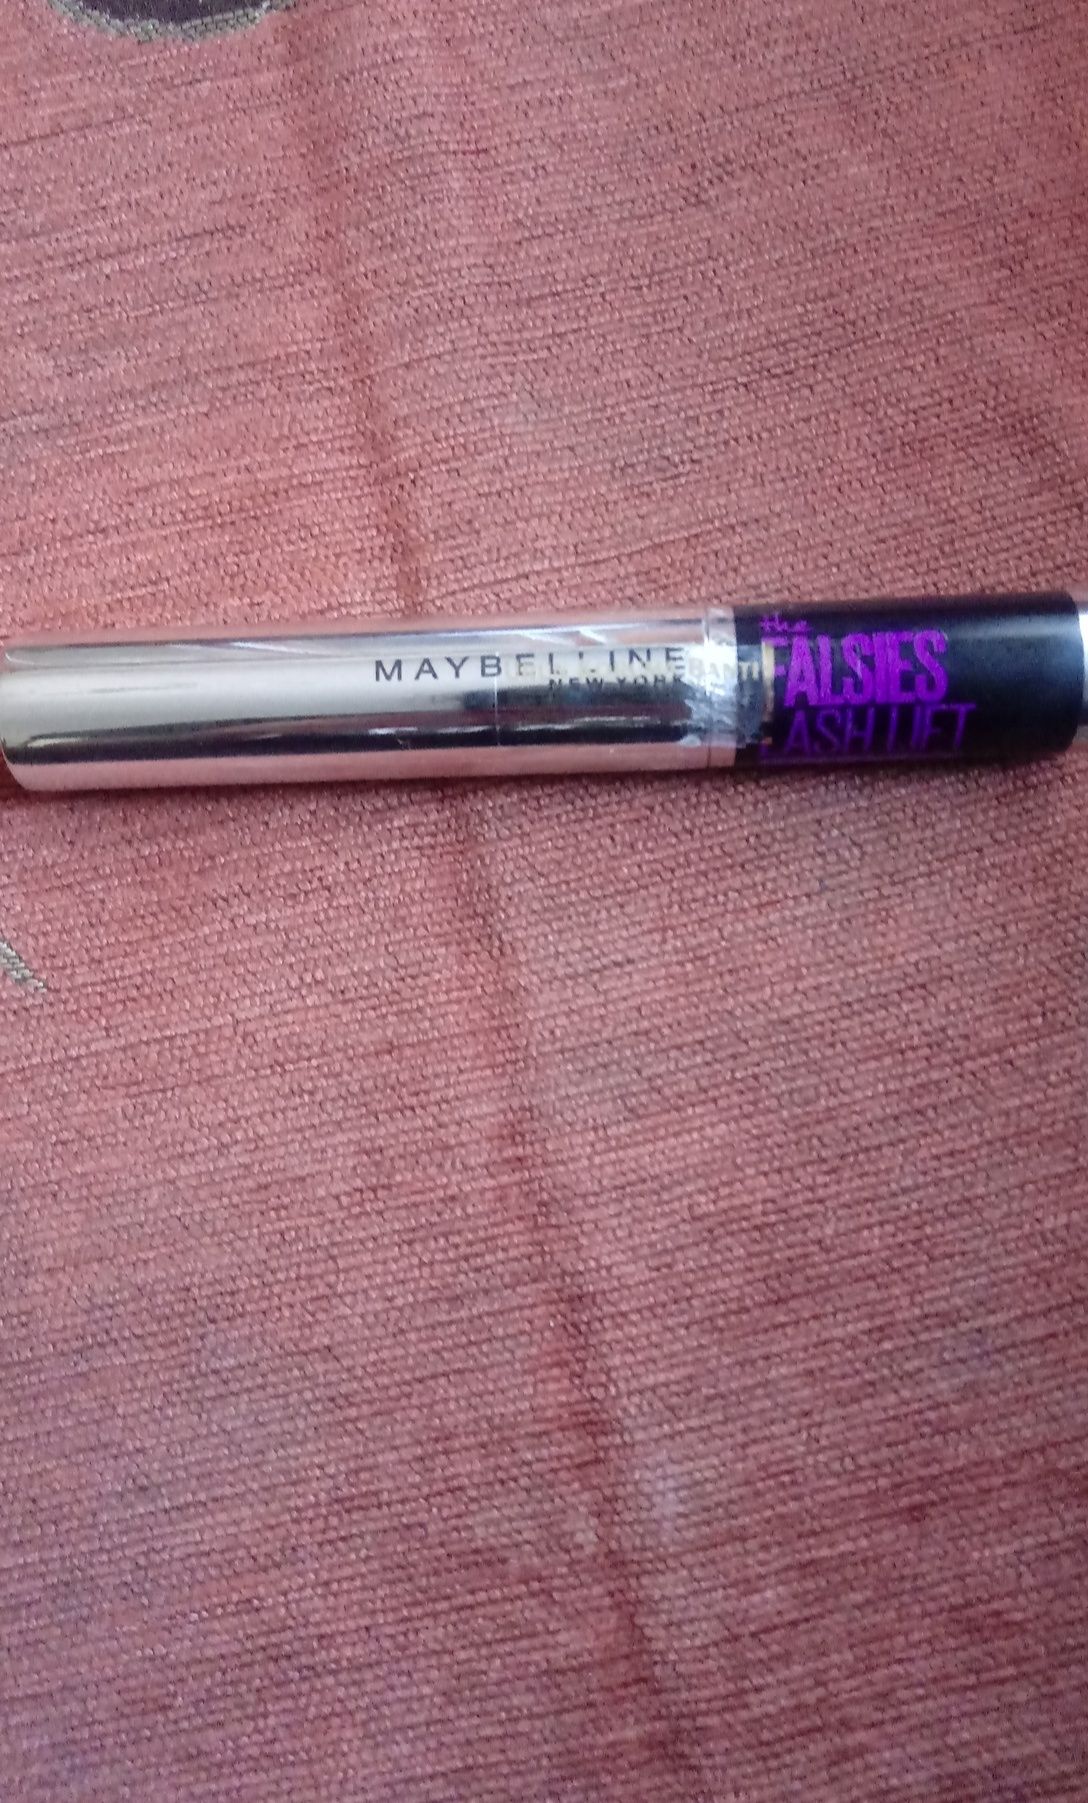 MAYBELLINE
NEW YORK
the
FALSIES
LASH LIFT